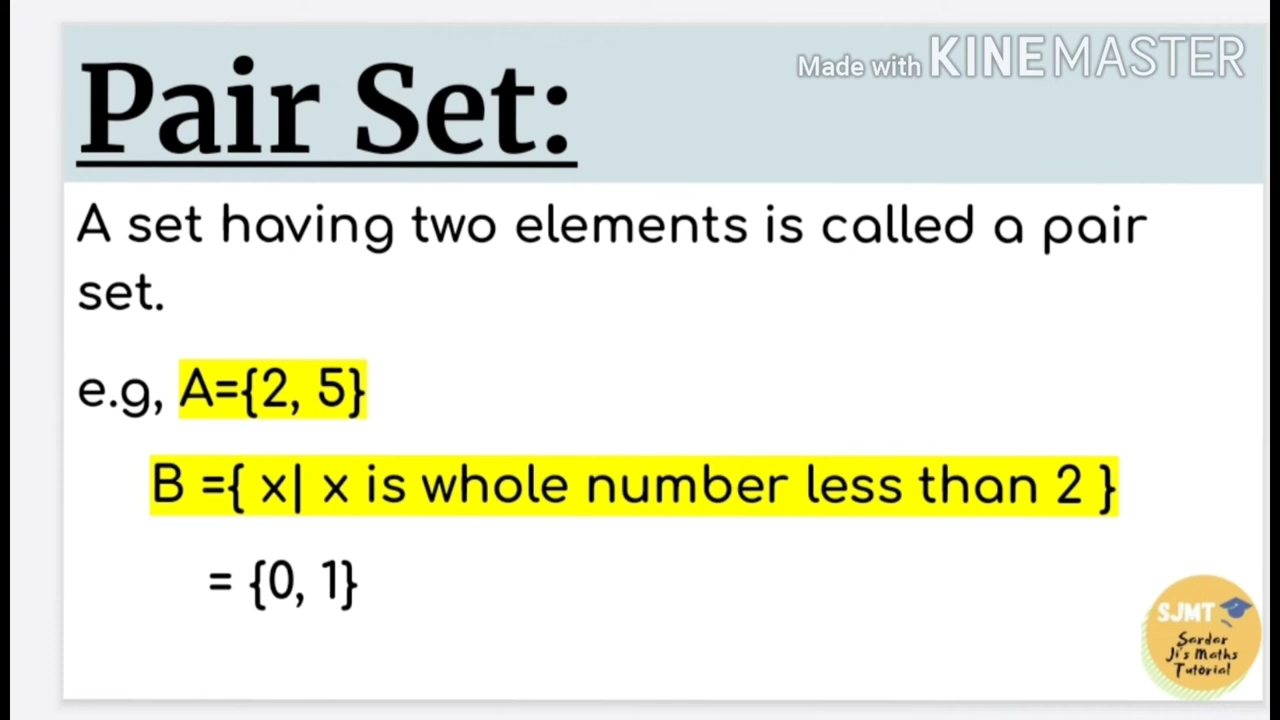 Made with KINEMASTER
Pair Set:
A set having two elements is called a pair
set.
e.g, A={2, 5}
B ={ x| x is whole number less than 2 }
= {0, 1}
SJMT
Sardar
Ji's Maths
Tutorial